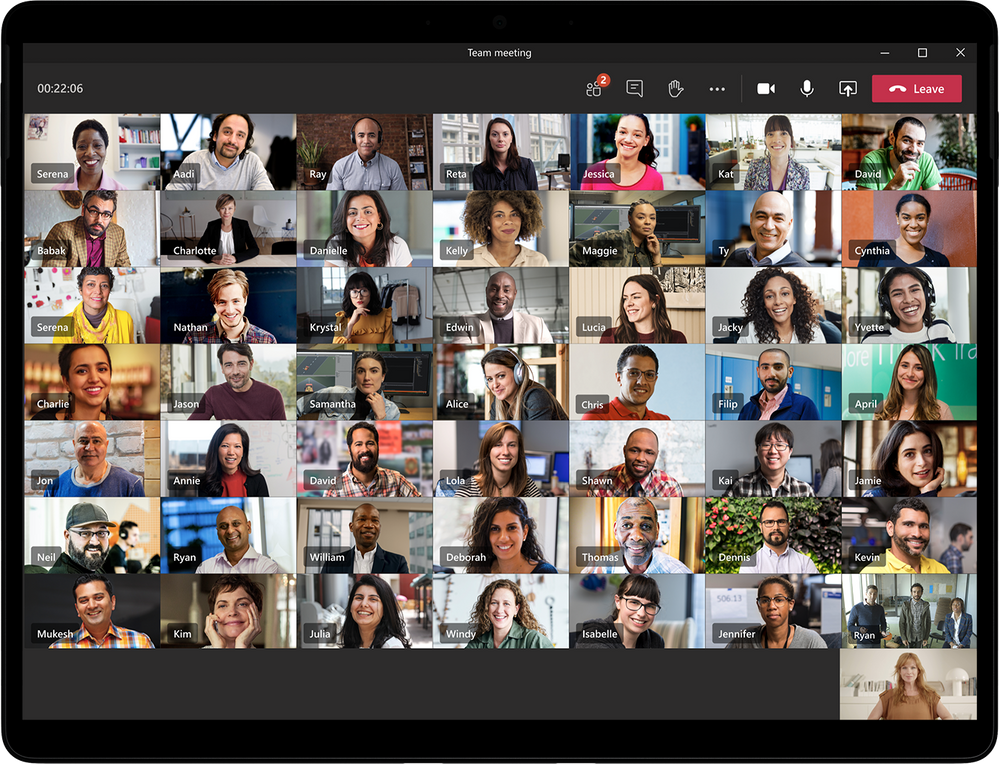 Team meeting
00:22:06
2
Leave
Serena
Aadi
Ray
Reta
Jessica
Kat
David
Babak
Charlotte
Danielle
Kelly
Maggie
Ty
Cynthia
Serena
Nathan
Krystal
Edwin
Lucia
Jacky
Yvette
Charlie
Jason
Samantha
Alice
Chris
Filip
April
Jon
Annie
David
Lola
Shawn
Kai
Jamie
Neil
Ryan
William
Deborah
Thomas
Dennis
Kevin
Mukesh
Kim
Julia
Windy
Isabelle
Jennifer
506.13
Ryan